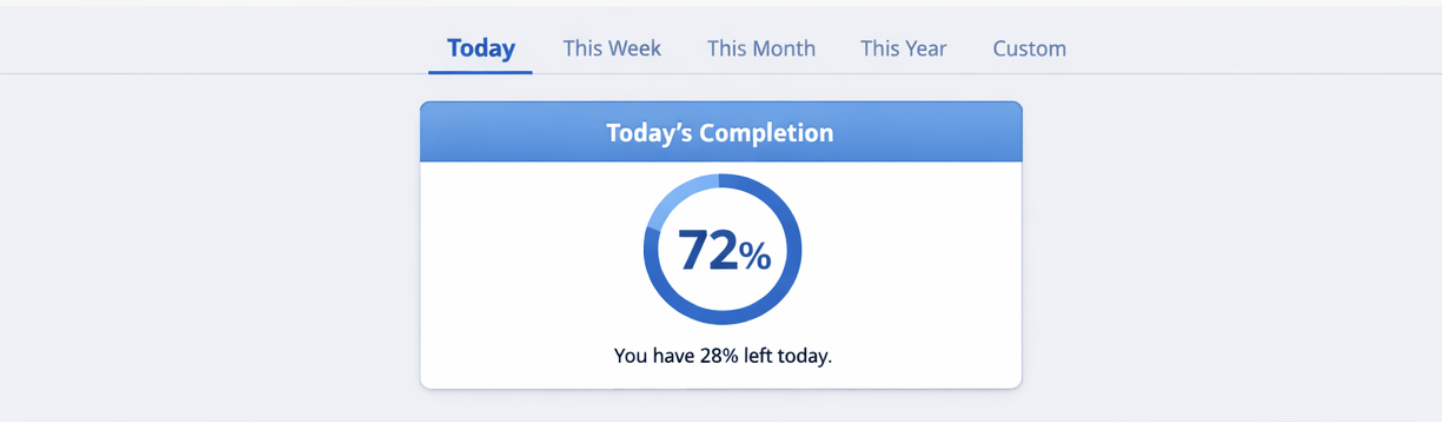 Today This Week This Month This Year Custom
Today’s Completion
72%
You have 28% left today.